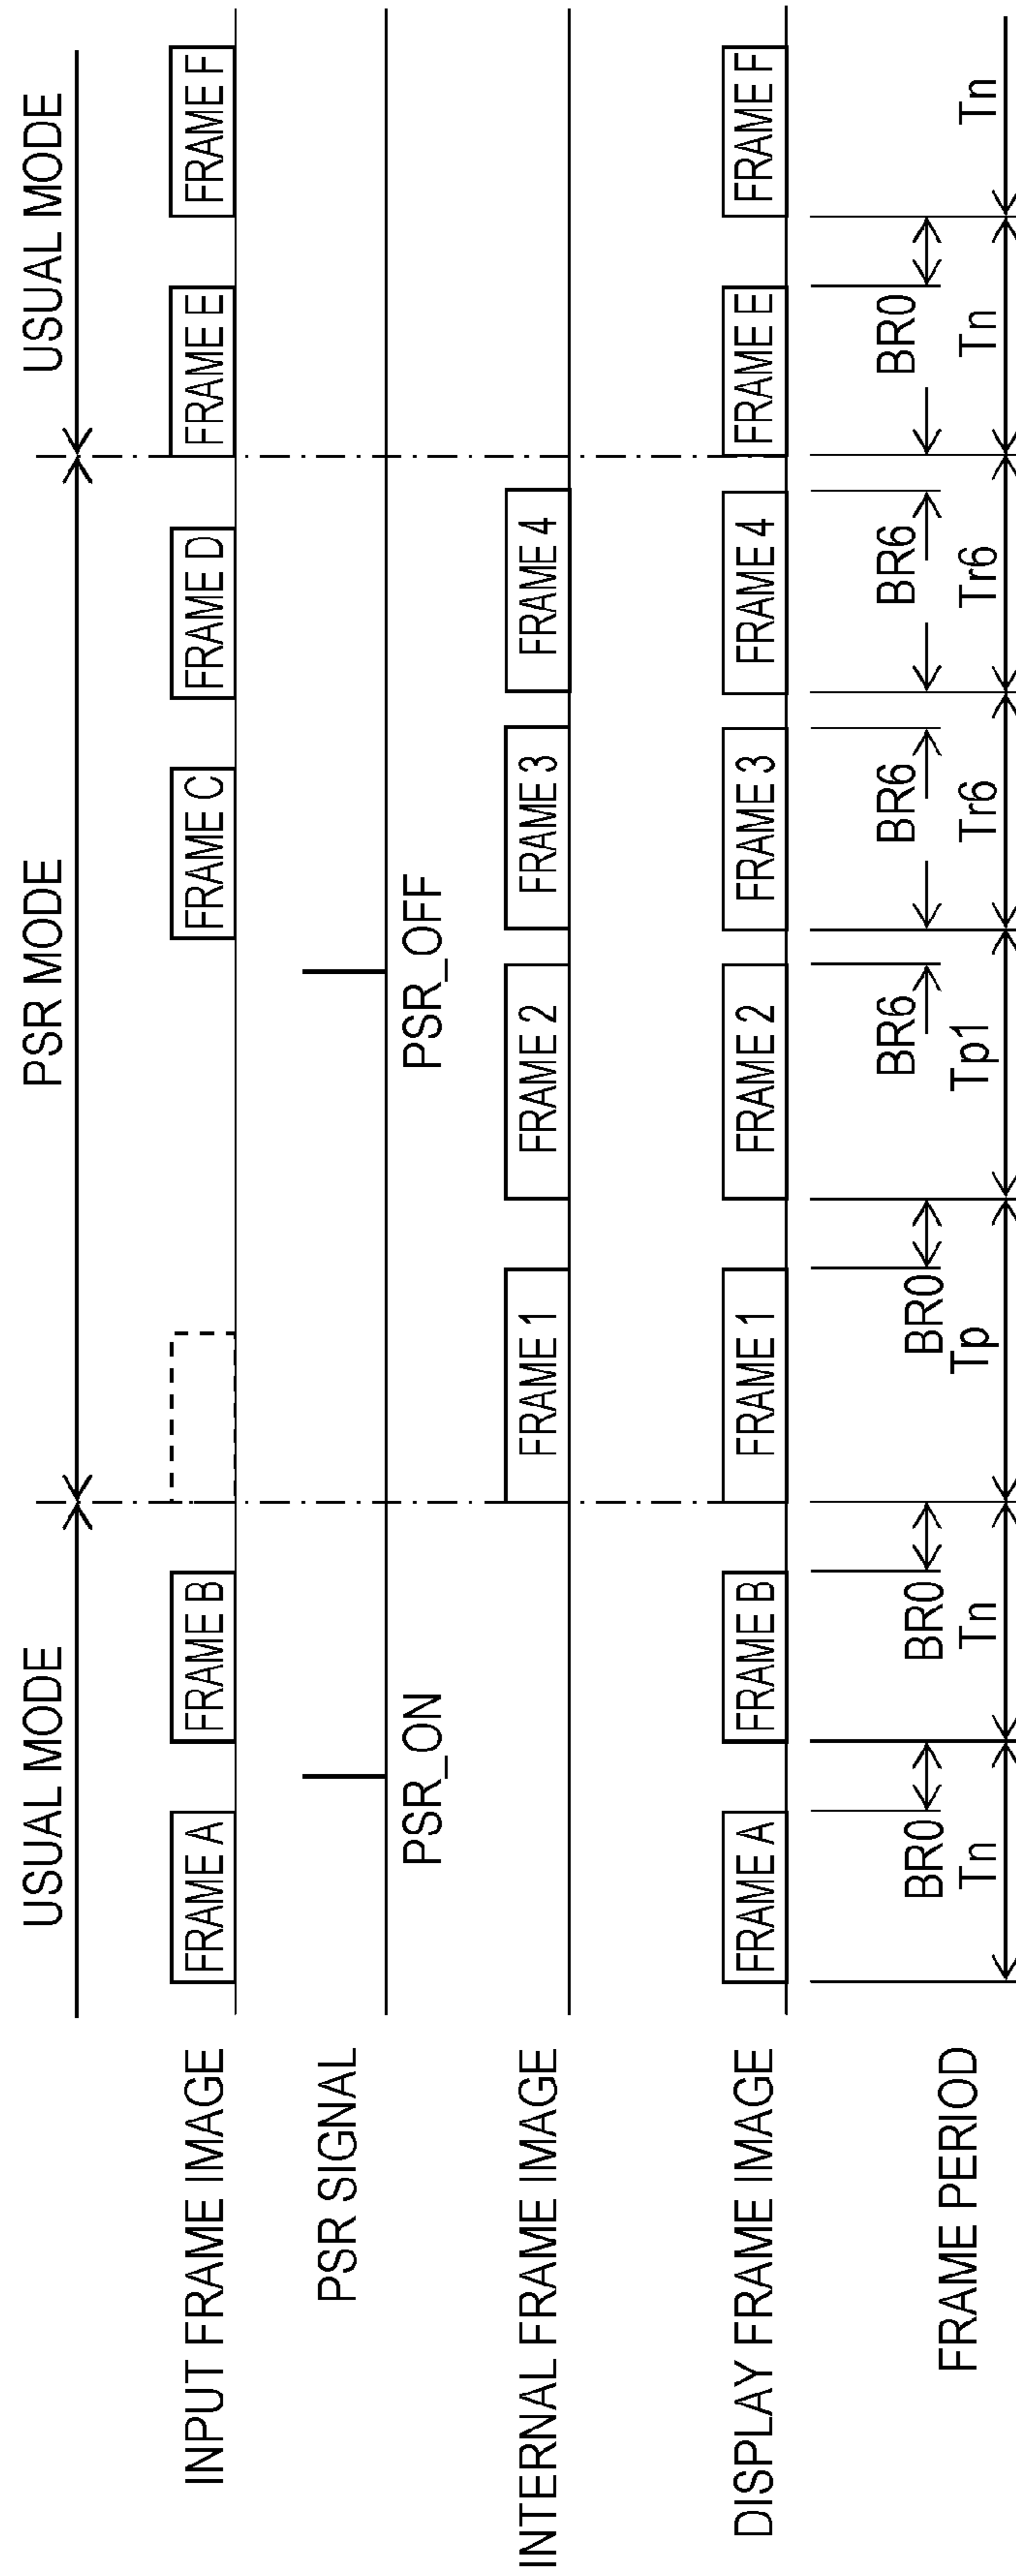 USUAL MODE PSR MODE USUAL MODE
INPUT FRAME IMAGE FRAME A FRAME B FRAME C FRAME D FRAME E FRAME F
PSR SIGNAL
PSR_ON PSR_OFF
INTERNAL FRAME IMAGE FRAME 1 FRAME 2 FRAME 3 FRAME 4
DISPLAY FRAME IMAGE FRAME A FRAME B FRAME 1 FRAME 2 FRAME 3 FRAME 4 FRAME E FRAME F
BR0 BR0 BR0 BR6 BR6 BR6 BR0
FRAME PERIOD Tn Tn Tp Tp1 Tr6 Tr6 Tn Tn